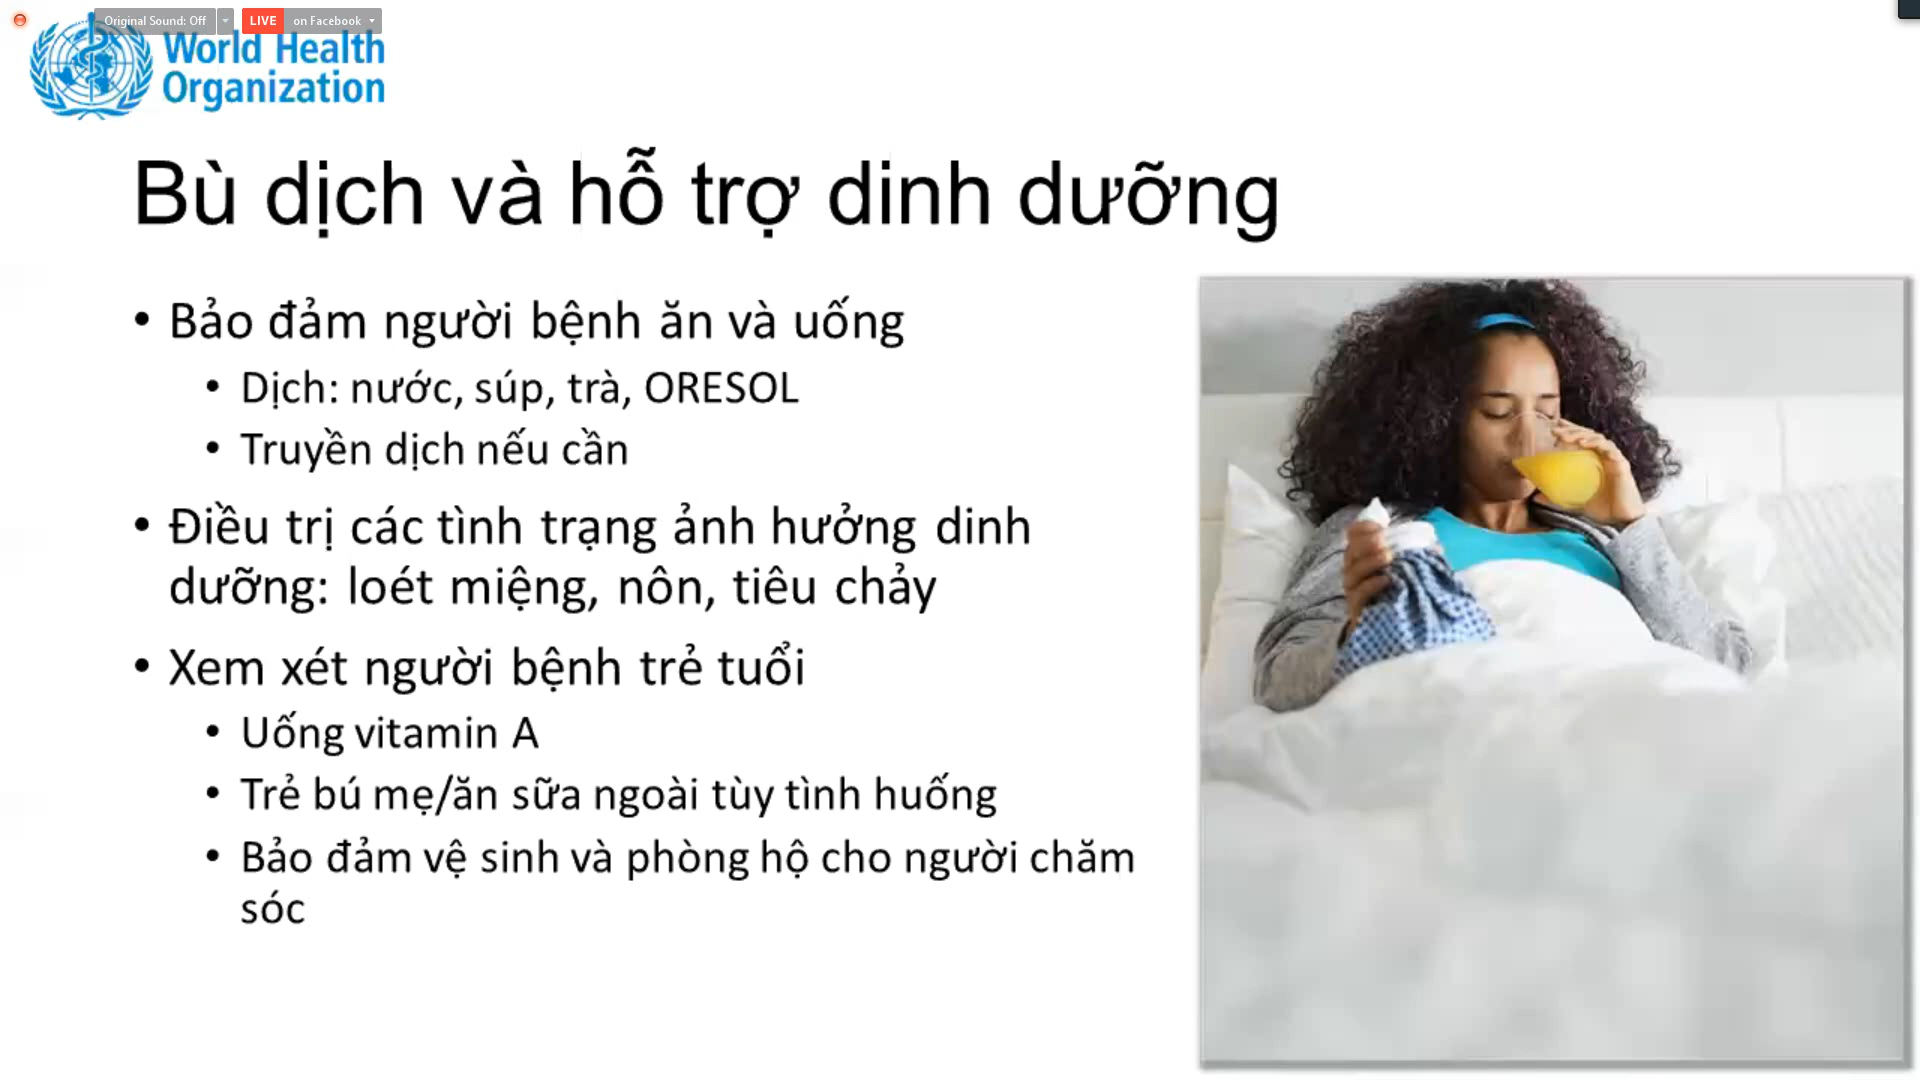 Original Sound: Off
LIVE on Facebook
World Health
Organization
Bù dịch và hỗ trợ dinh dưỡng
• Bảo đảm người bệnh ăn và uống
• Dịch: nước, súp, trà, ORESOL
• Truyền dịch nếu cần
• Điều trị các tình trạng ảnh hưởng dinh
dưỡng: loét miệng, nôn, tiêu chảy
• Xem xét người bệnh trẻ tuổi
• Uống vitamin A
• Trẻ bú mẹ/ăn sữa ngoài tùy tình huống
• Bảo đảm vệ sinh và phòng hộ cho người chăm
sóc